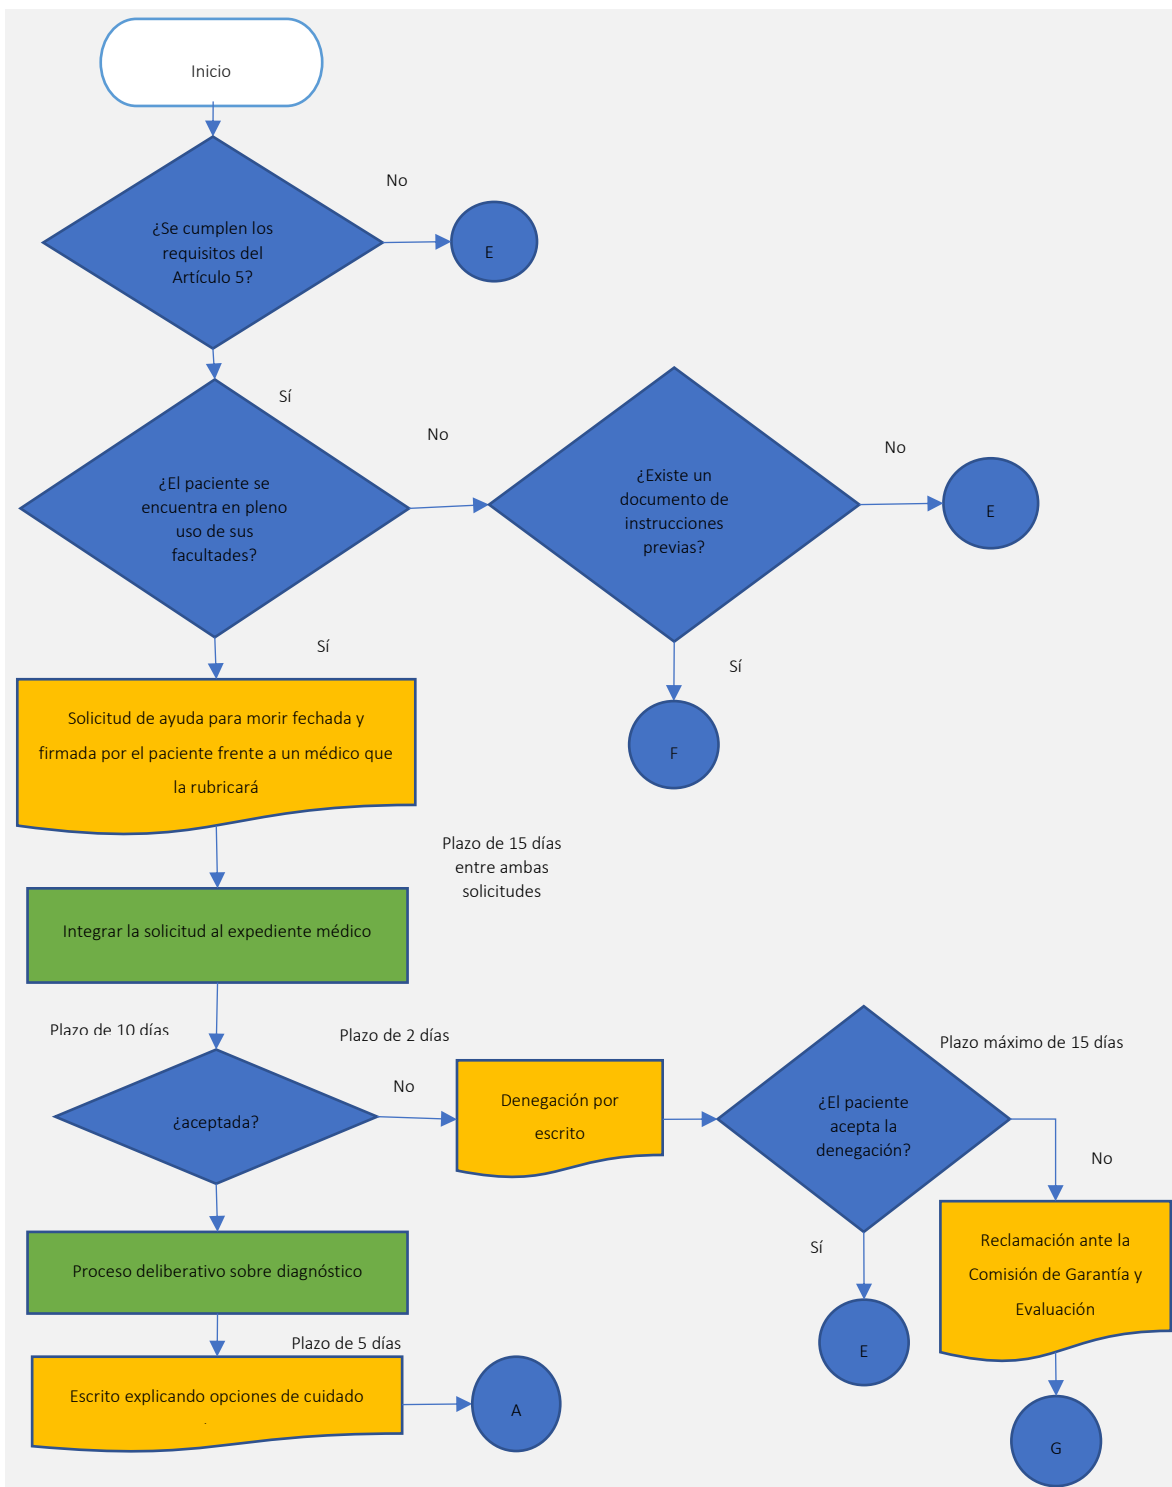 Inicio
No
¿Se cumplen los
requisitos del
Artículo 5?
E
Sí
No
¿El paciente se
encuentra en pleno
uso de sus
facultades?
¿Existe un
documento de
instrucciones
previas?
No
E
Sí
Sí
F
Solicitud de ayuda para morir fechada y
firmada por el paciente frente a un médico que
la rubricará
Plazo de 15 días
entre ambas
solicitudes
Integrar la solicitud al expediente médico
Plazo de 10 días
Plazo de 2 días
Plazo máximo de 15 días
¿aceptada?
No
Denegación por
escrito
¿El paciente
acepta la
denegación?
No
Sí
Reclamación ante la
Comisión de Garantía y
Evaluación
E
G
Proceso deliberativo sobre diagnóstico
Plazo de 5 días
Escrito explicando opciones de cuidado
A